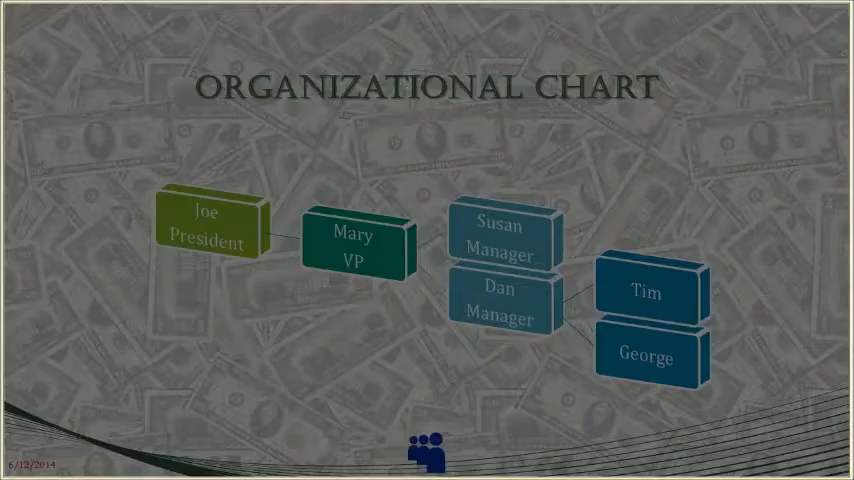 ORGANIZATIONAL CHART
Joe
President
Mary
VP
Susan
Manager
Dan
Manager
Tim
George
6/12/2014